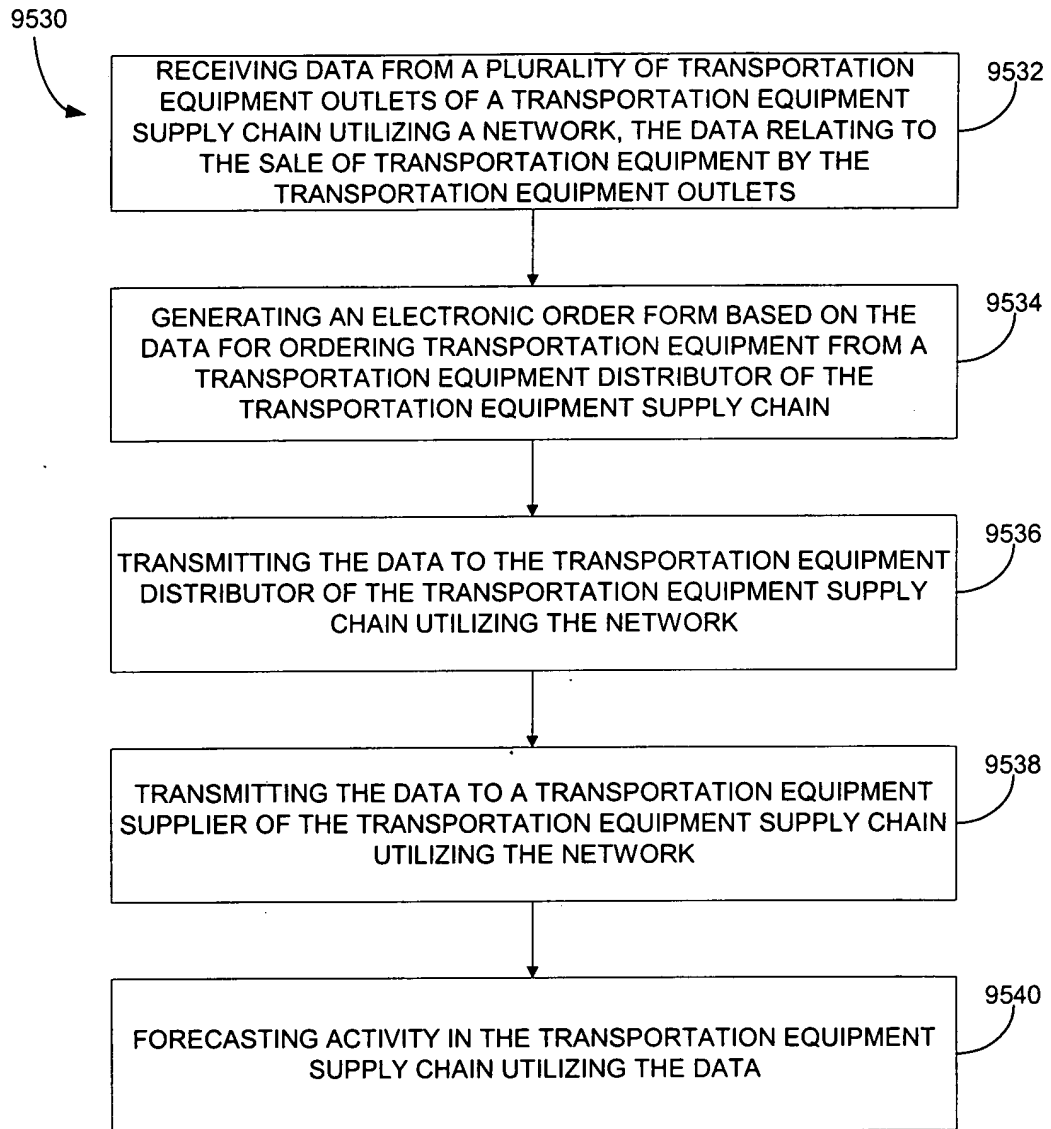 9530
RECEIVING DATA FROM A PLURALITY OF TRANSPORTATION
EQUIPMENT OUTLETS OF A TRANSPORTATION EQUIPMENT
SUPPLY CHAIN UTILIZING A NETWORK, THE DATA RELATING TO
THE SALE OF TRANSPORTATION EQUIPMENT BY THE
TRANSPORTATION EQUIPMENT OUTLETS
9532
GENERATING AN ELECTRONIC ORDER FORM BASED ON THE
DATA FOR ORDERING TRANSPORTATION EQUIPMENT FROM A
TRANSPORTATION EQUIPMENT DISTRIBUTOR OF THE
TRANSPORTATION EQUIPMENT SUPPLY CHAIN
9534
TRANSMITTING THE DATA TO THE TRANSPORTATION EQUIPMENT
DISTRIBUTOR OF THE TRANSPORTATION EQUIPMENT SUPPLY
CHAIN UTILIZING THE NETWORK
9536
TRANSMITTING THE DATA TO A TRANSPORTATION EQUIPMENT
SUPPLIER OF THE TRANSPORTATION EQUIPMENT SUPPLY CHAIN
UTILIZING THE NETWORK
9538
FORECASTING ACTIVITY IN THE TRANSPORTATION EQUIPMENT
SUPPLY CHAIN UTILIZING THE DATA
9540